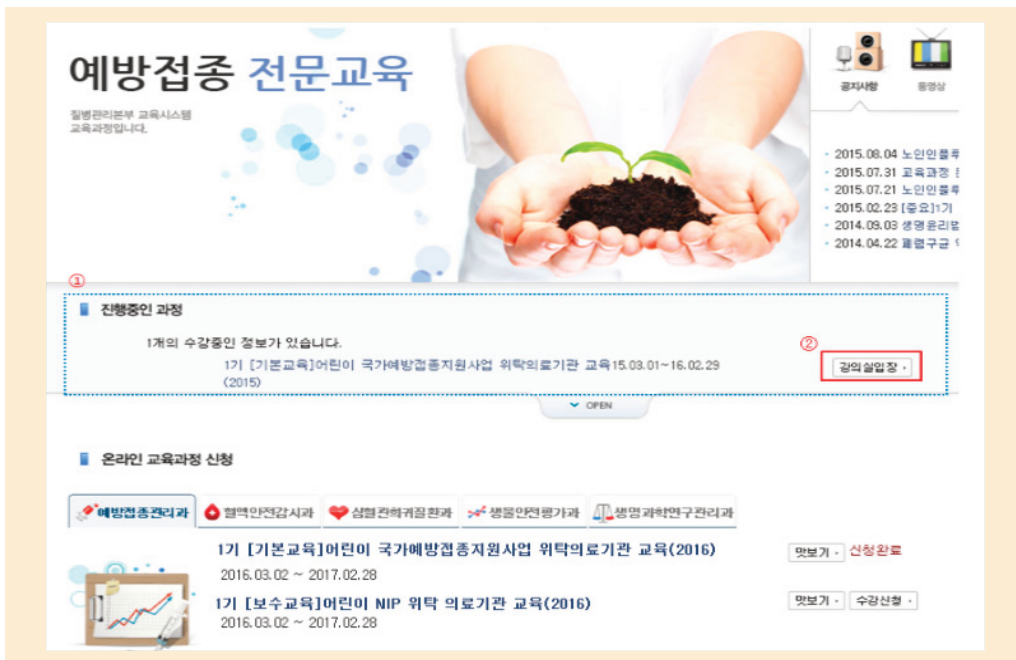 예방접종 전문교육
질병관리본부 교육시스템
교육과정입니다.
공지사항 동영상
2015.08.04 노인인플루
2015.07.31 교육과정
2015.07.21 노인인플루
2015.02.23 [중요]1기
2014.09.03 생명윤리법
2014.04.22 폐렴구균
①
진행중인 과정
1개의 수강중인 정보가 있습니다.
②
1기 [기본교육]어린이 국가예방접종지원사업 위탁의료기관 교육15.03.01~16.02.29
(2015)
강의실입장
OPEN
온라인 교육과정 신청
예방접종관리과 혈액안전감시과 심혈관희귀질환과 생물안전평가과 생명과학연구관리과
1기 [기본교육]어린이 국가예방접종지원사업 위탁의료기관 교육(2016)
맛보기 신청완료
2016.03.02 ~ 2017.02.28
1기 [보수교육]어린이 NIP 위탁 의료기관 교육(2016)
맛보기 수강신청
2016.03.02 ~ 2017.02.28